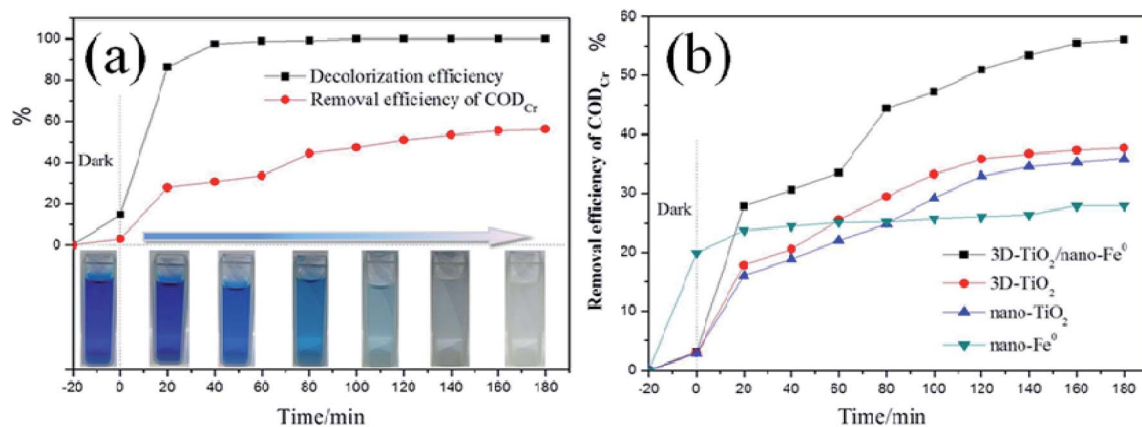 (a)
100
80
60
40
20
0
%
Decolorization efficiency
Removal efficiency of COD_Cr
Dark
-20 0 20 40 60 80 100 120 140 160 180
Time/min
(b)
60
50
40
30
20
10
0
Removal efficiency of COD_Cr %
Dark
3D-TiO₂/nano-Fe⁰
3D-TiO₂
nano-TiO₂
nano-Fe⁰
-20 0 20 40 60 80 100 120 140 160 180
Time/min